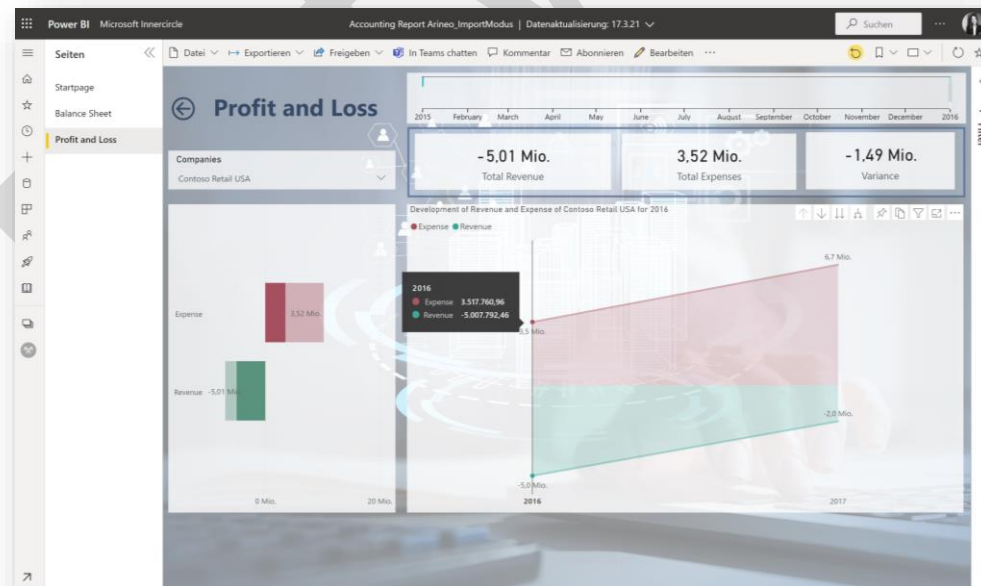 Power BI Microsoft Innercircle
Accounting Report Arineo_ImportModus | Datenaktualisierung: 17.3.21
Suchen
Seiten
Datei Exportieren Freigeben In Teams chatten Kommentar Abonnieren Bearbeiten
Startpage
Balance Sheet
Profit and Loss
Profit and Loss
2015 February March April May June July August September October November December 2016
Companies
Contoso Retail USA
-5,01 Mio.
Total Revenue
3,52 Mio.
Total Expenses
-1,49 Mio.
Variance
Development of Revenue and Expense of Contoso Retail USA for 2016
Expense Revenue
Expense 3,52 Mio.
Revenue -5,01 Mio.
0 Mio. 20 Mio.
2016
Expense 3.517.760,96
Revenue -5.007.792,46
6,7 Mio.
3,5 Mio.
-2,0 Mio.
-5,0 Mio.
2016 2017
Filter